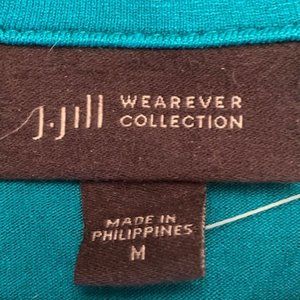 J.Jill WEAREVER
COLLECTION
MADE IN
PHILIPPINES
M